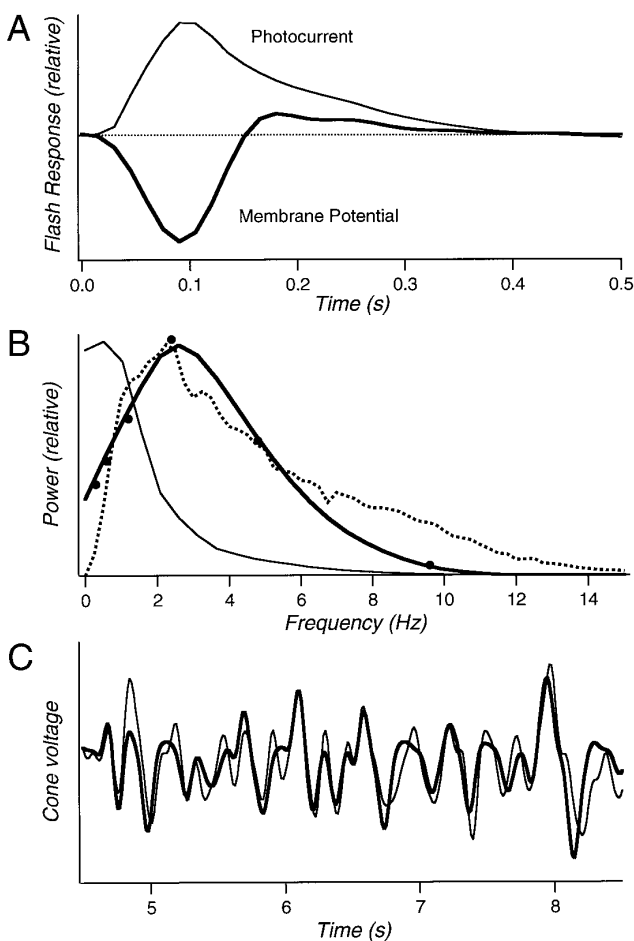 A
Flash Response (relative)
Photocurrent
Membrane Potential
0.0 0.1 0.2 0.3 0.4 0.5
Time (s)
B
Power (relative)
0 2 4 6 8 10 12 14
Frequency (Hz)
C
Cone voltage
5 6 7 8
Time (s)